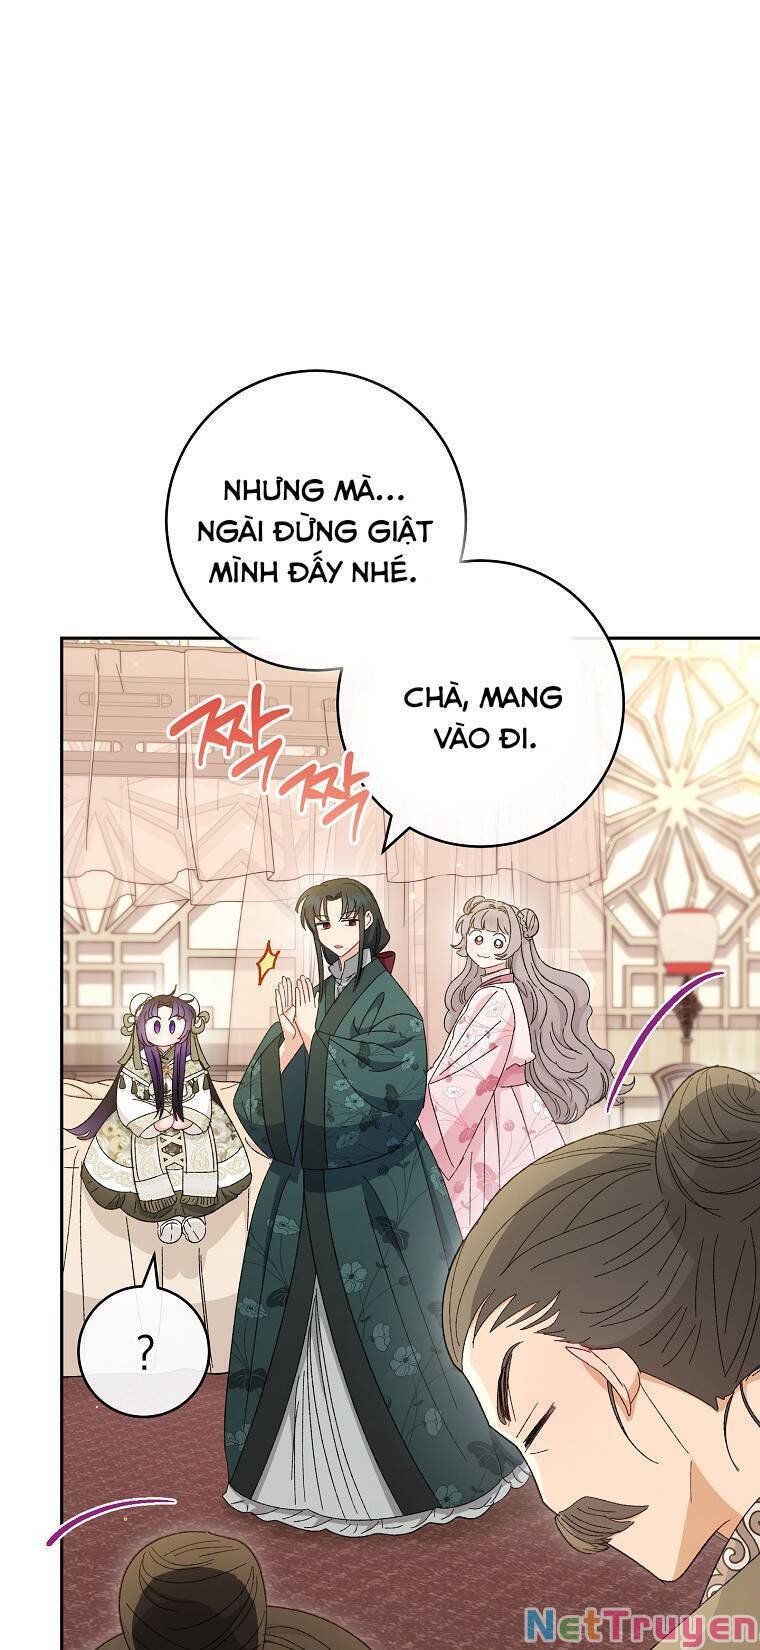 NHƯNG MÀ...
NGÀI ĐỪNG GIẬT
MÌNH ĐẤY NHÉ.
CHÀ, MANG
VÀO ĐI.
짝
짝
?
NetTruyen